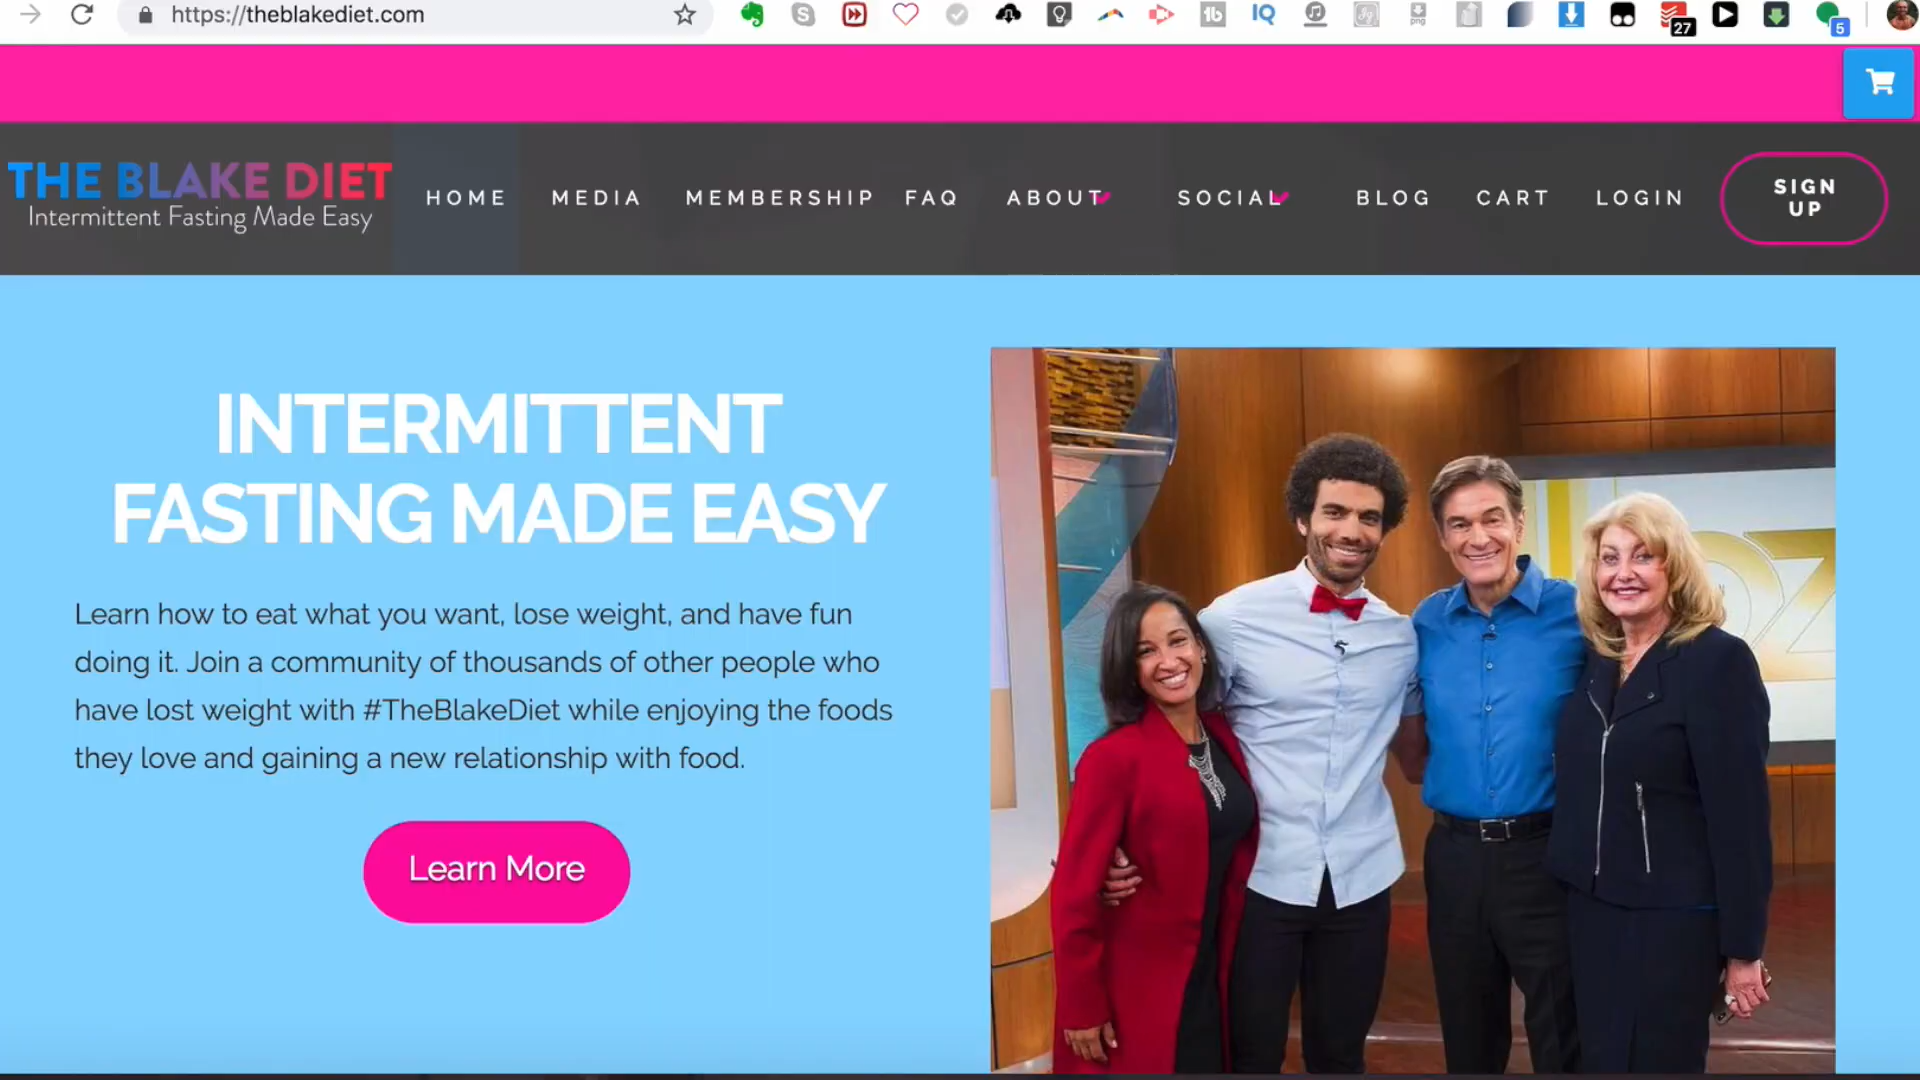 https://theblakediet.com
27
5
THE BLAKE DIET
Intermittent Fasting Made Easy
HOME
MEDIA
MEMBERSHIP
FAQ
ABOUT
SOCIAL
BLOG
CART
LOGIN
SIGN
UP
INTERMITTENT
FASTING MADE EASY
Learn how to eat what you want, lose weight, and have fun
doing it. Join a community of thousands of other people who
have lost weight with #TheBlakeDiet while enjoying the foods
they love and gaining a new relationship with food.
Learn More
OZ